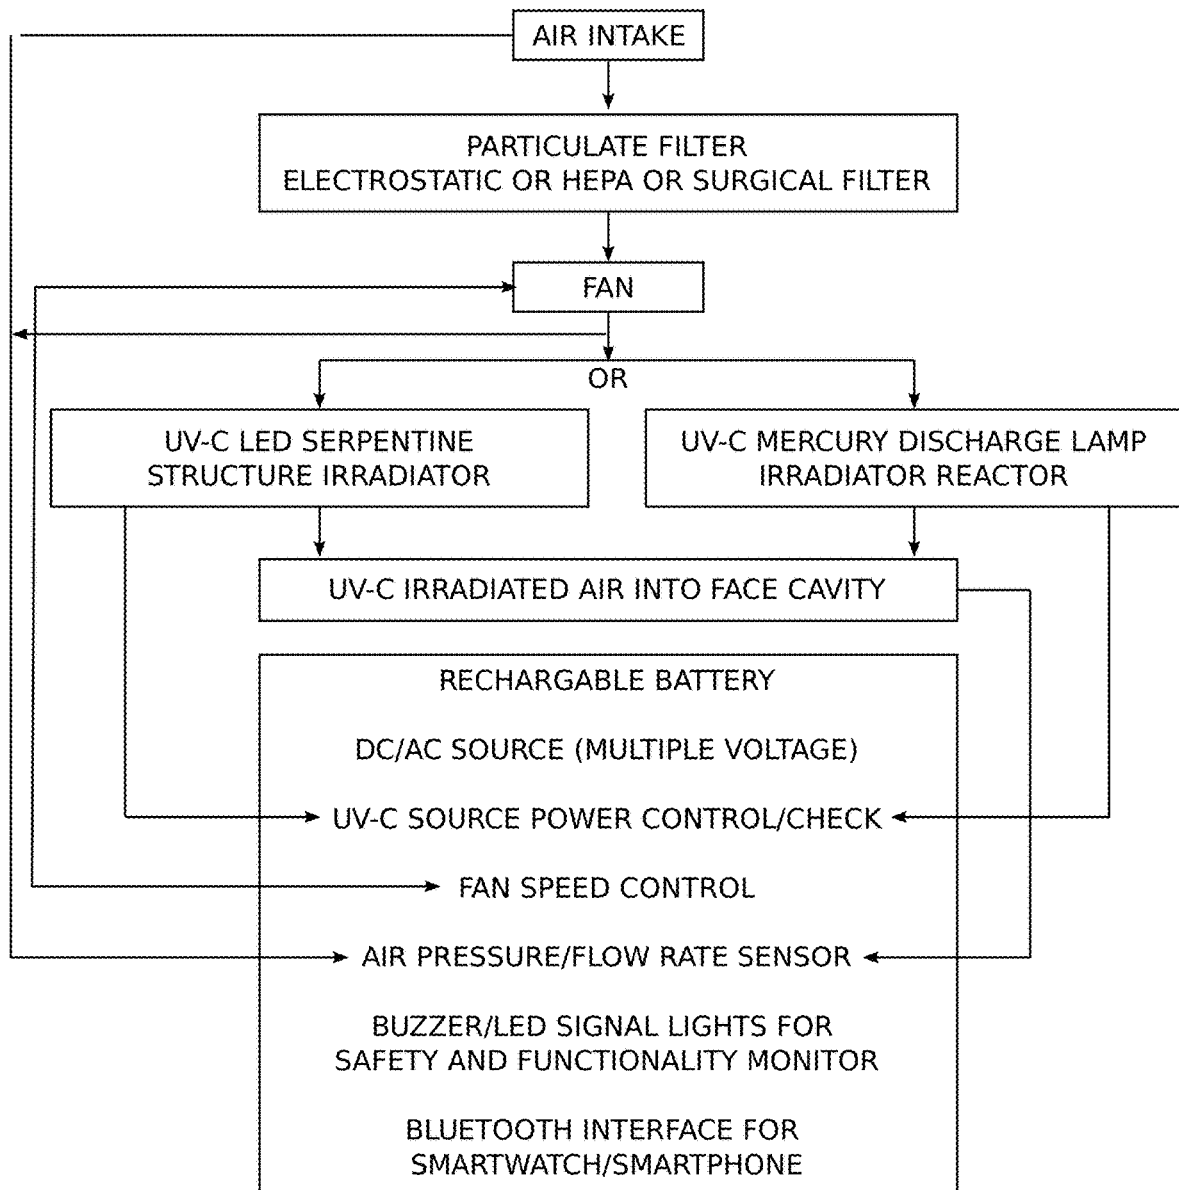 AIR INTAKE
PARTICULATE FILTER
ELECTROSTATIC OR HEPA OR SURGICAL FILTER
FAN
OR
UV-C LED SERPENTINE
STRUCTURE IRRADIATOR
UV-C MERCURY DISCHARGE LAMP
IRRADIATOR REACTOR
UV-C IRRADIATED AIR INTO FACE CAVITY
RECHARGABLE BATTERY
DC/AC SOURCE (MULTIPLE VOLTAGE)
UV-C SOURCE POWER CONTROL/CHECK
FAN SPEED CONTROL
AIR PRESSURE/FLOW RATE SENSOR
BUZZER/LED SIGNAL LIGHTS FOR
SAFETY AND FUNCTIONALITY MONITOR
BLUETOOTH INTERFACE FOR
SMARTWATCH/SMARTPHONE